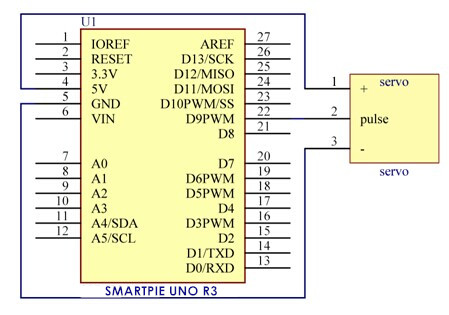 U1
1 IOREF AREF 27
2 RESET D13/SCK 26
3 3.3V D12/MISO 25
4 5V D11/MOSI 24
5 GND D10PWM/SS 23
6 VIN D9PWM 22
D8 21
7 A0 D7 20
8 A1 D6PWM 19
9 A2 D5PWM 18
10 A3 D4 17
11 A4/SDA D3PWM 16
12 A5/SCL D2 15
D1/TXD 14
D0/RXD 13
SMARTPIE UNO R3
servo
1 +
2 pulse
3 -
servo